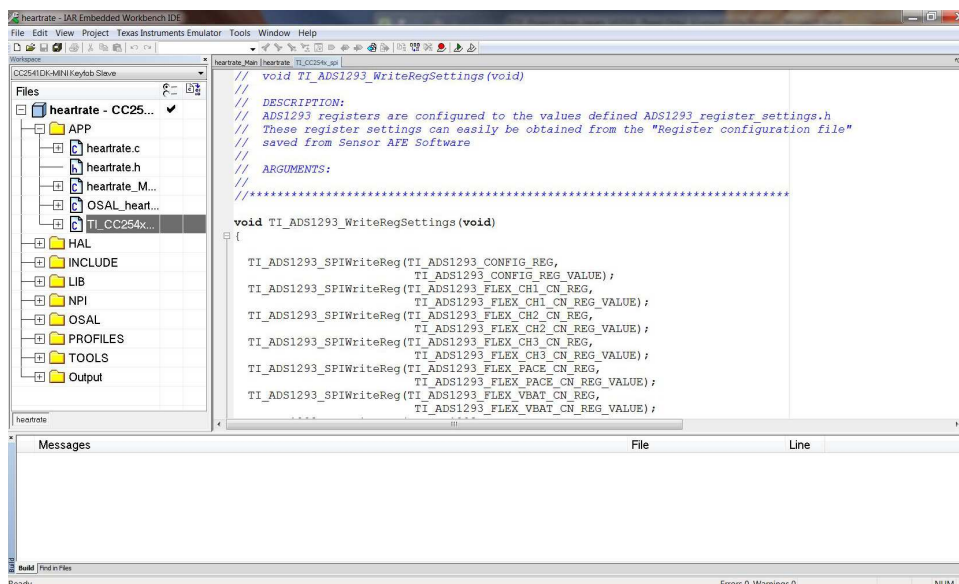 heartrate - IAR Embedded Workbench IDE
File Edit View Project Texas Instruments Emulator Tools Window Help
Workspace
CC2541DK-MINI Keyfob Slave
Files
heartrate - CC25...
APP
heartrate.c
heartrate.h
heartrate_M...
OSAL_heart...
TI_CC254x...
HAL
INCLUDE
LIB
NPI
OSAL
PROFILES
TOOLS
Output
heartrate
heartrate_Main | heartrate | TI_CC254x_spi
// void TI_ADS1293_WriteRegSettings(void)
//
// DESCRIPTION:
// ADS1293 registers are configured to the values defined ADS1293_register_settings.h
// These register settings can easily be obtained from the "Register configuration file"
// saved from Sensor AFE Software
//
// ARGUMENTS:
//
//******************************************************************************
void TI_ADS1293_WriteRegSettings(void)
{
TI_ADS1293_SPIWriteReg(TI_ADS1293_CONFIG_REG,
TI_ADS1293_CONFIG_REG_VALUE);
TI_ADS1293_SPIWriteReg(TI_ADS1293_FLEX_CH1_CN_REG,
TI_ADS1293_FLEX_CH1_CN_REG_VALUE);
TI_ADS1293_SPIWriteReg(TI_ADS1293_FLEX_CH2_CN_REG,
TI_ADS1293_FLEX_CH2_CN_REG_VALUE);
TI_ADS1293_SPIWriteReg(TI_ADS1293_FLEX_CH3_CN_REG,
TI_ADS1293_FLEX_CH3_CN_REG_VALUE);
TI_ADS1293_SPIWriteReg(TI_ADS1293_FLEX_PACE_CN_REG,
TI_ADS1293_FLEX_PACE_CN_REG_VALUE);
TI_ADS1293_SPIWriteReg(TI_ADS1293_FLEX_VBAT_CN_REG,
TI_ADS1293_FLEX_VBAT_CN_REG_VALUE);
Messages File Line
Build
Build Find in Files
Ready Errors 0, Warnings 0 NUM